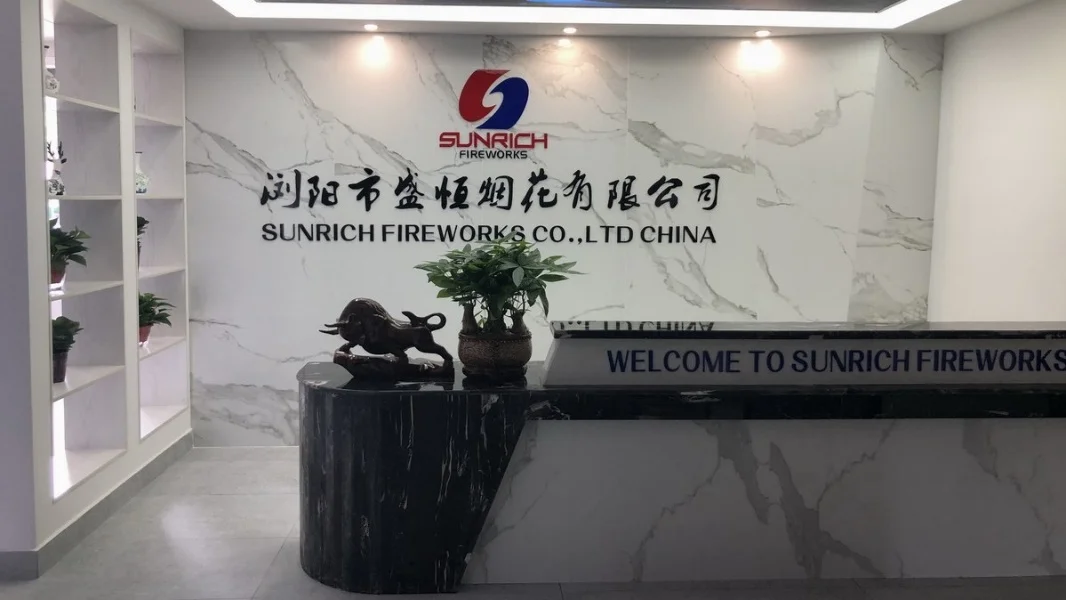 SUNRICH
FIREWORKS
浏阳市盛恒烟花有限公司
SUNRICH FIREWORKS CO.,LTD CHINA
WELCOME TO SUNRICH FIREWORKS